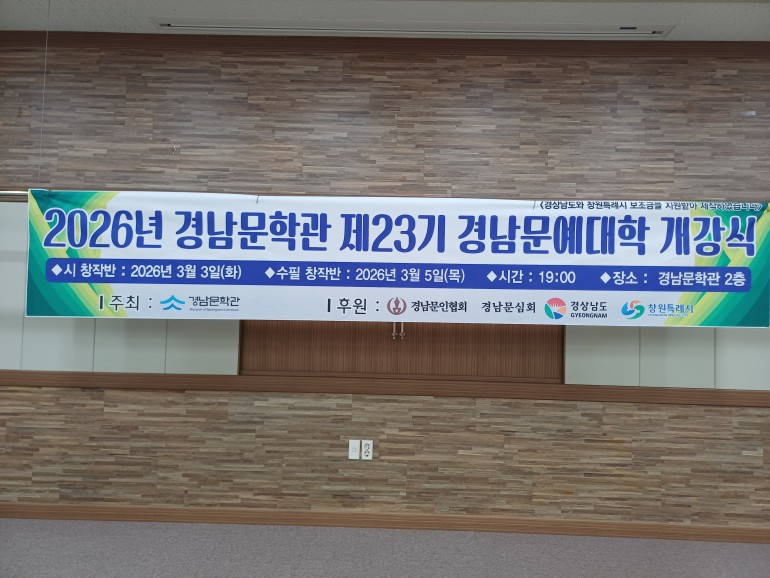 <경상남도와 창원특례시 보조금을 지원받아 제작하였습니다>
2026년 경남문학관 제23기 경남문예대학 개강식
◆시 창작반 : 2026년 3월 3일(화) ◆수필 창작반 : 2026년 3월 5일(목) ◆시간 : 19:00 ◆장소 : 경남문학관 2층
┃주최 : 경남문학관 ┃후원 : 경남문인협회 경남문심회 경상남도 창원특례시
Museum of Gyeongnam Literature GYEONGNAM